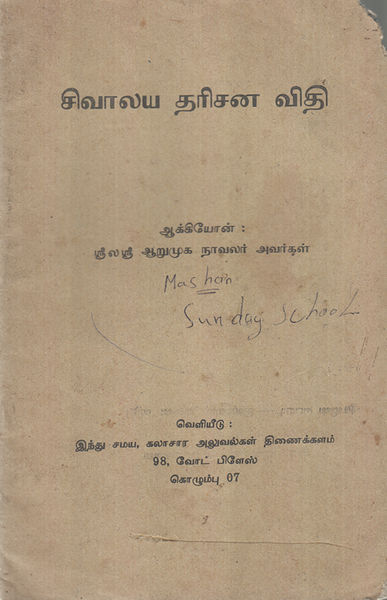 சிவாலய தரிசன விதி
ஆக்கியோன் :
ஸ்ரீலஸ்ரீ ஆறுமுக நாவலர் அவர்கள்
Mashan
Sunday School
வெளியீடு :
இந்து சமய, கலாசார அலுவல்கள் திணைக்களம்
98, வோட் பிளேஸ்
கொழும்பு 07